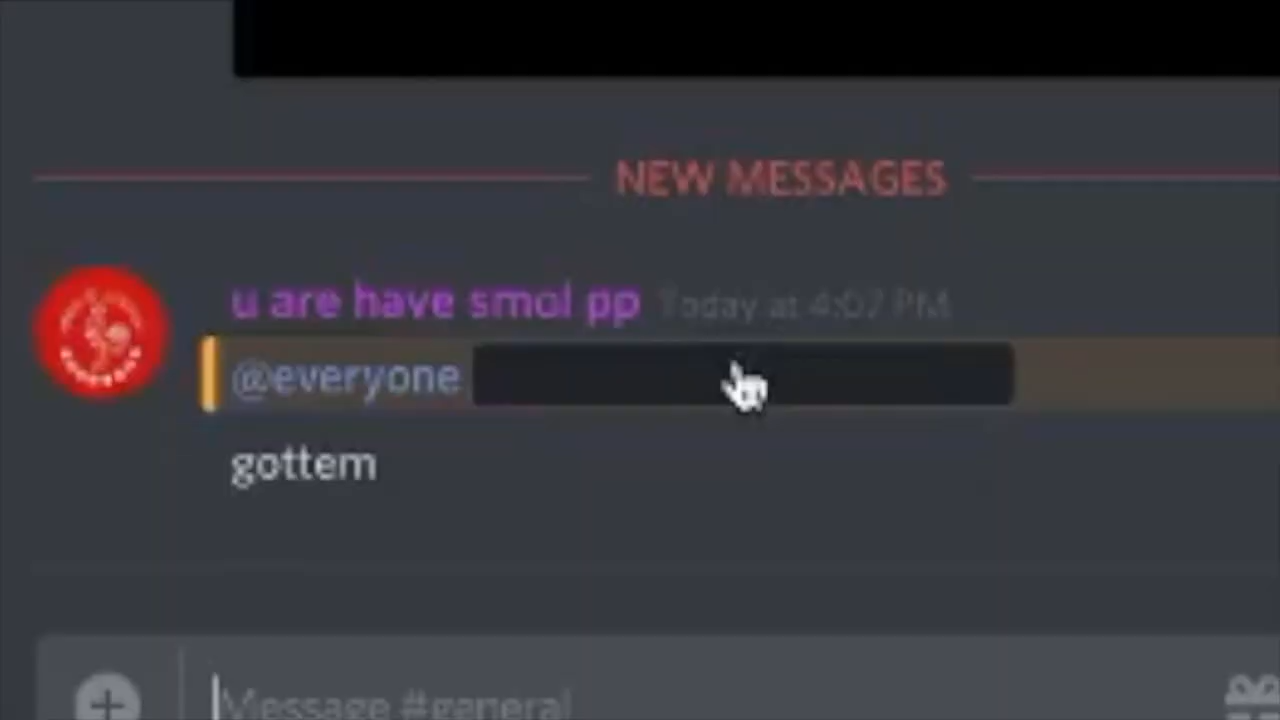 NEW MESSAGES
u are have smol pp Today at 4:07 PM
@everyone
gottem
Message #general